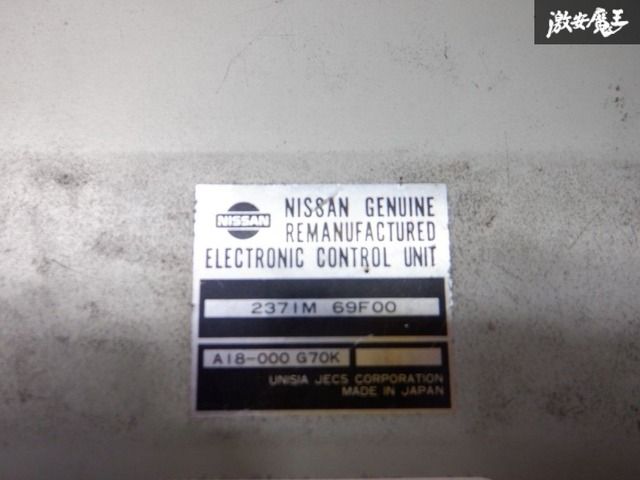 激安魔王
NISSAN
NISSAN GENUINE
REMANUFACTURED
ELECTRONIC CONTROL UNIT
2371M 69F00
A18-000 G70K
UNISIA JECS CORPORATION
MADE IN JAPAN